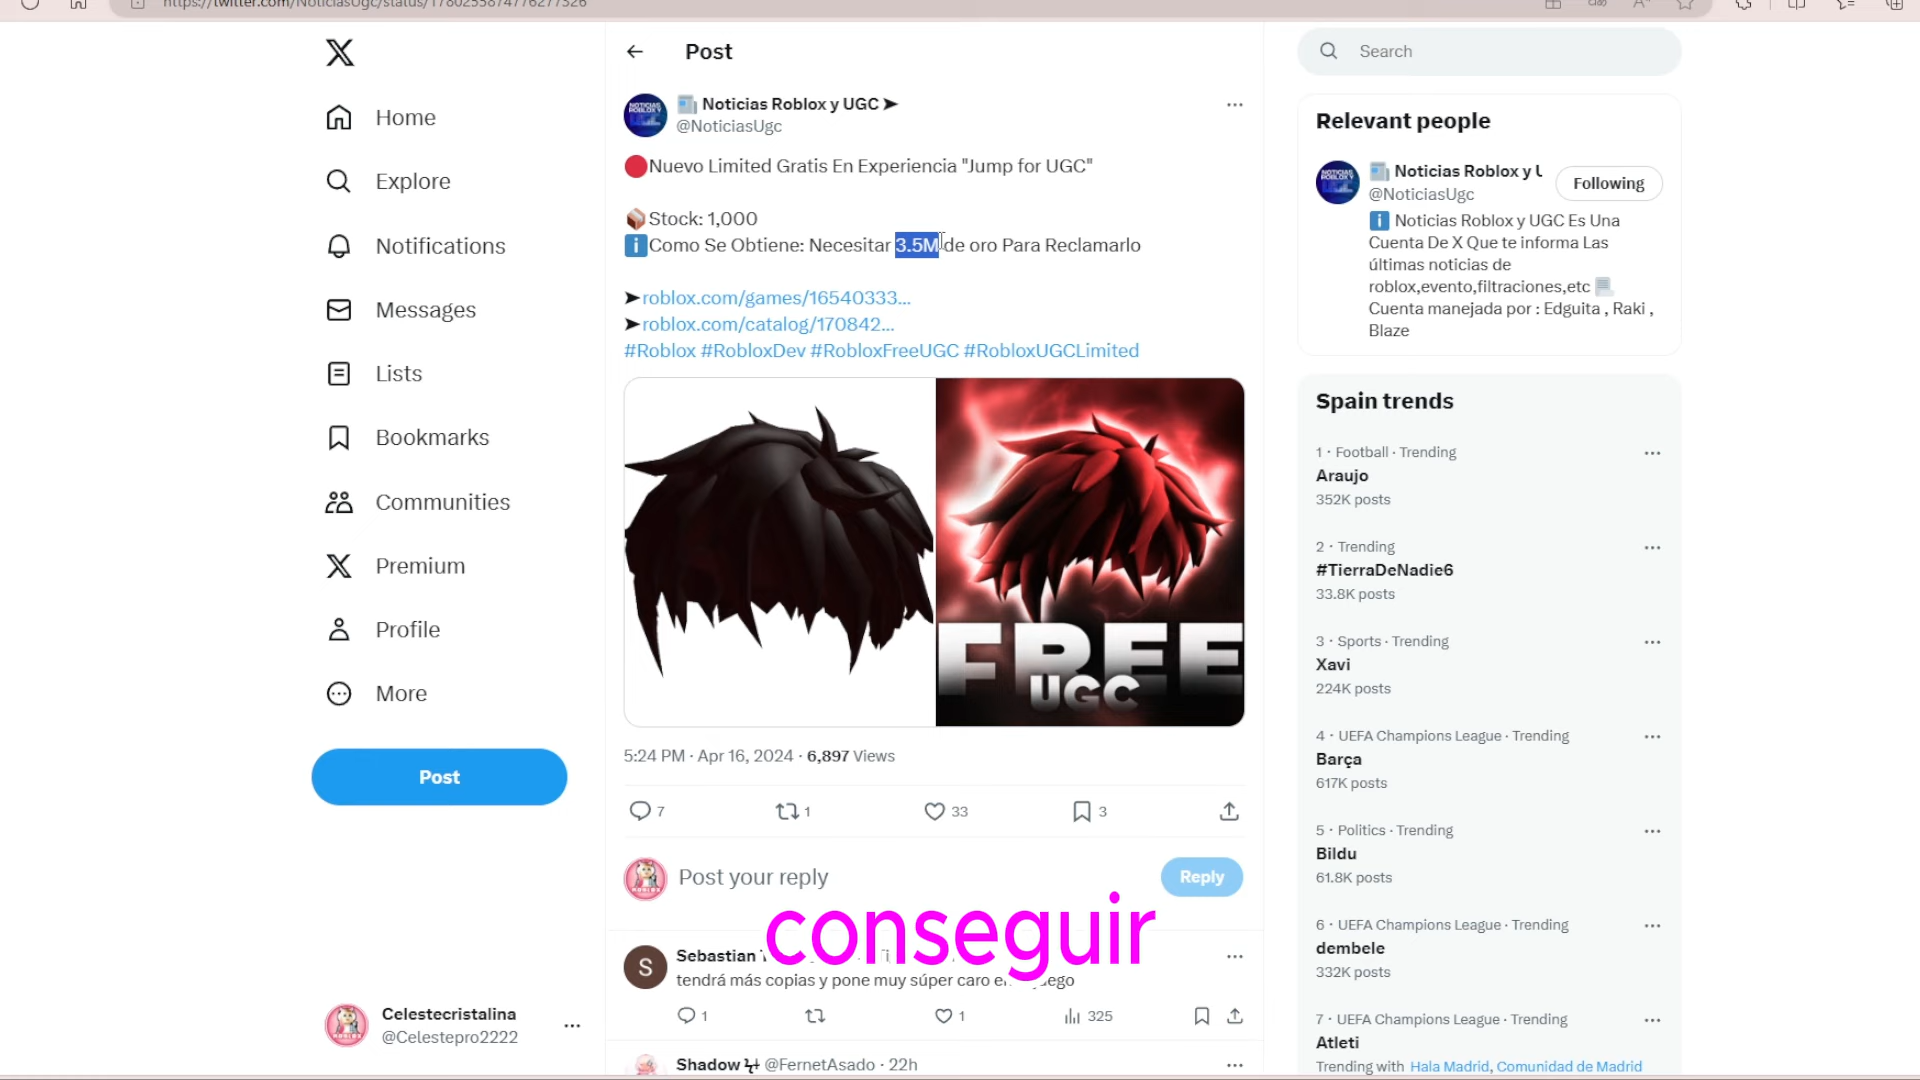 https://twitter.com/NoticiasUgc/status/1780255874776277326
Home
Explore
Notifications
Messages
Lists
Bookmarks
Communities
Premium
Profile
More
Post
Celestecristalina
@Celestepro2222
Post
Noticias Roblox y UGC ➤
@NoticiasUgc
Nuevo Limited Gratis En Experiencia "Jump for UGC"
Stock: 1,000
Como Se Obtiene: Necesitar 3.5M de oro Para Reclamarlo
➤roblox.com/games/16540333...
➤roblox.com/catalog/170842...
#Roblox #RobloxDev #RobloxFreeUGC #RobloxUGCLimited
FREE
UGC
5:24 PM · Apr 16, 2024 · 6,897 Views
7 1 33 3
Post your reply
Reply
conseguir
S
Sebastian
tendrá más copias y pone muy súper caro
1 1 325
Shadow @FernetAsado · 22h
Search
Relevant people
Noticias Roblox y U
@NoticiasUgc
Following
Noticias Roblox y UGC Es Una
Cuenta De X Que te informa Las
últimas noticias de
roblox,evento,filtraciones,etc
Cuenta manejada por : Edguita , Raki ,
Blaze
Spain trends
1 · Football · Trending
Araujo
352K posts
2 · Trending
#TierraDeNadie6
33.8K posts
3 · Sports · Trending
Xavi
224K posts
4 · UEFA Champions League · Trending
Barça
617K posts
5 · Politics · Trending
Bildu
61.8K posts
6 · UEFA Champions League · Trending
dembele
332K posts
7 · UEFA Champions League · Trending
Atleti
Trending with Hala Madrid, Comunidad de Madrid